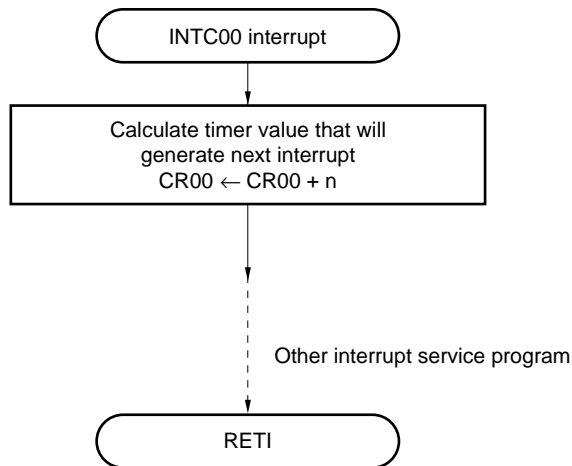 INTC00 interrupt
Calculate timer value that will
generate next interrupt
CR00 ← CR00 + n
Other interrupt service program
RETI